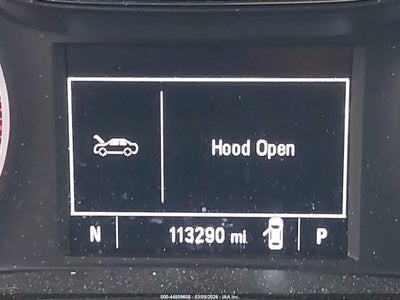 Hood Open
N 113290 mi P
000-44809608 - 03/05/2026 - IAA Inc.